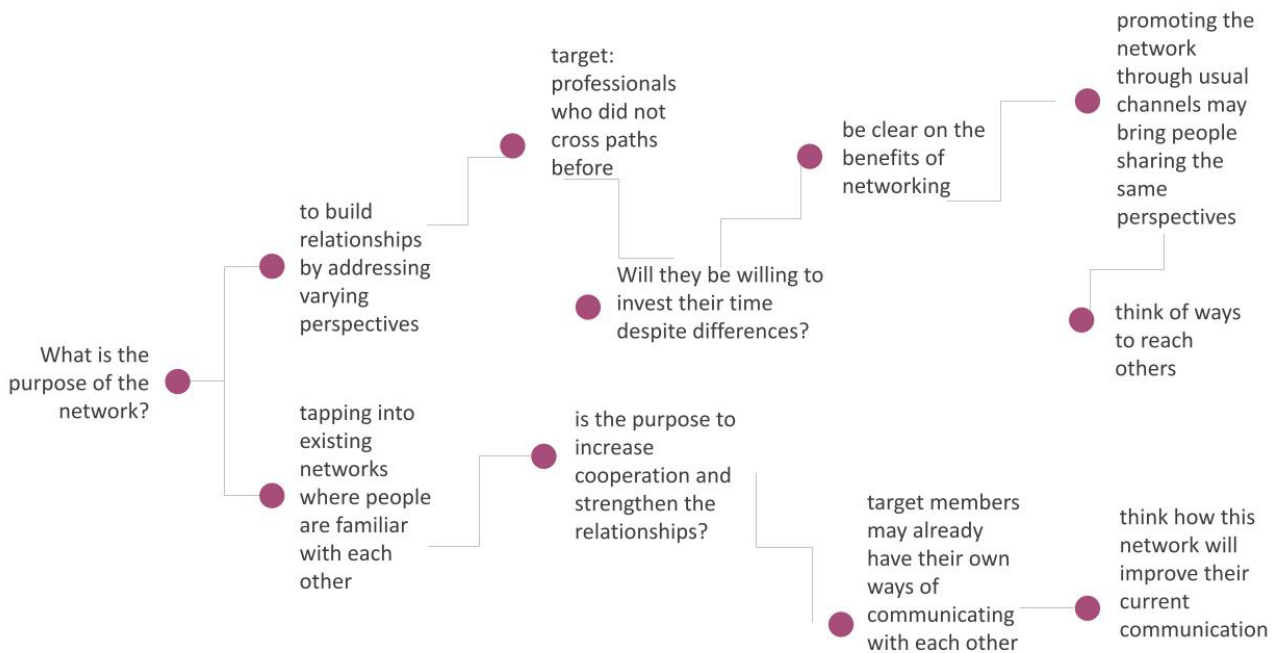 What is the
purpose of the
network?
to build
relationships
by addressing
varying
perspectives
target:
professionals
who did not
cross paths
before
Will they be willing to
invest their time
despite differences?
be clear on the
benefits of
networking
promoting the
network
through usual
channels may
bring people
sharing the
same
perspectives
think of ways
to reach
others
tapping into
existing
networks
where people
are familiar
with each
other
is the purpose to
increase
cooperation and
strengthen the
relationships?
target members
may already
have their own
ways of
communicating
with each other
think how this
network will
improve their
current
communication